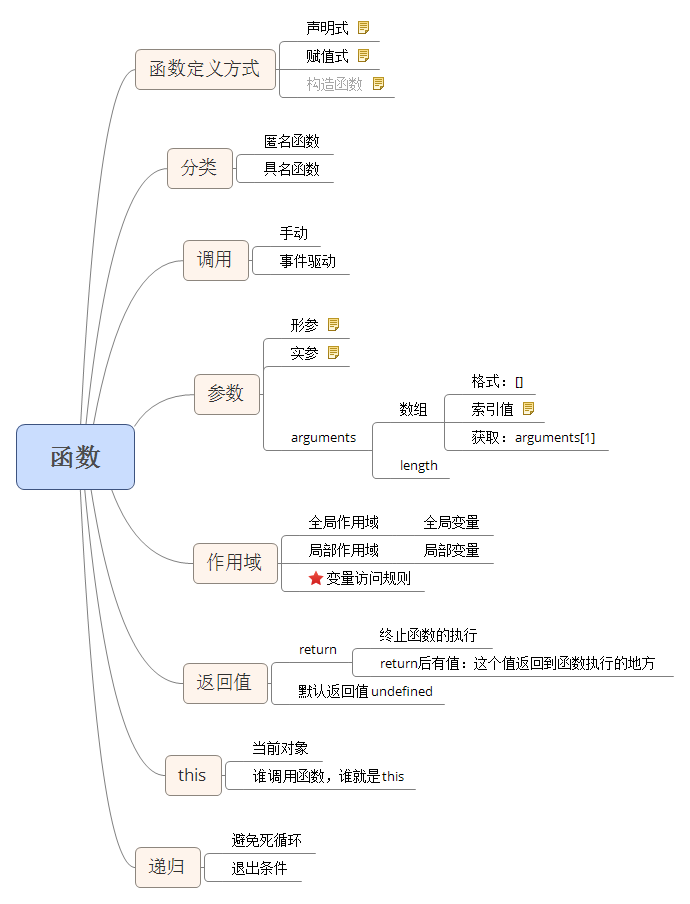 函数
函数定义方式
声明式
赋值式
构造函数
分类
匿名函数
具名函数
调用
手动
事件驱动
参数
形参
实参
arguments
数组
格式：[]
索引值
获取：arguments[1]
length
作用域
全局作用域
全局变量
局部作用域
局部变量
变量访问规则
返回值
return
终止函数的执行
return后有值：这个值返回到函数执行的地方
默认返回值 undefined
this
当前对象
谁调用函数，谁就是this
递归
避免死循环
退出条件